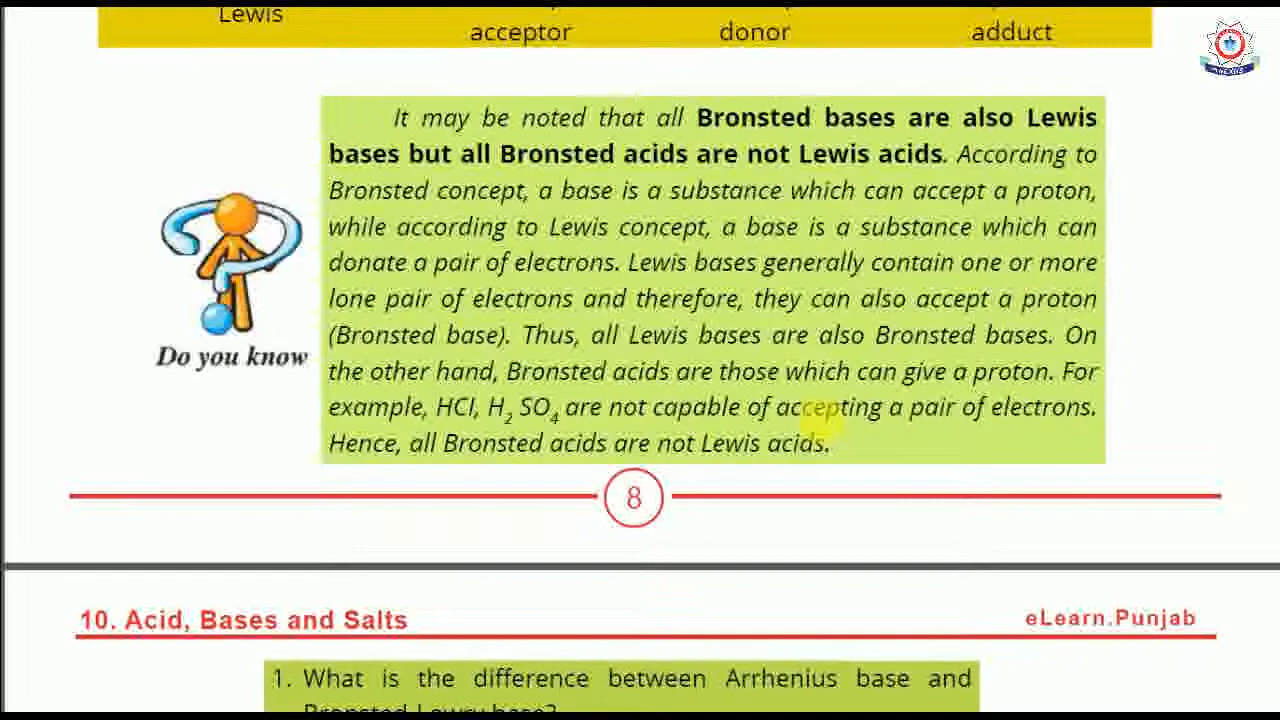 Lewis
acceptor donor adduct
It may be noted that all Bronsted bases are also Lewis
bases but all Bronsted acids are not Lewis acids. According to
Bronsted concept, a base is a substance which can accept a proton,
while according to Lewis concept, a base is a substance which can
donate a pair of electrons. Lewis bases generally contain one or more
lone pair of electrons and therefore, they can also accept a proton
(Bronsted base). Thus, all Lewis bases are also Bronsted bases. On
the other hand, Bronsted acids are those which can give a proton. For
example, HCl, H₂ SO₄ are not capable of accepting a pair of electrons.
Hence, all Bronsted acids are not Lewis acids.
Do you know
8
10. Acid, Bases and Salts
eLearn.Punjab
1. What is the difference between Arrhenius base and
Bronsted Lowry base?